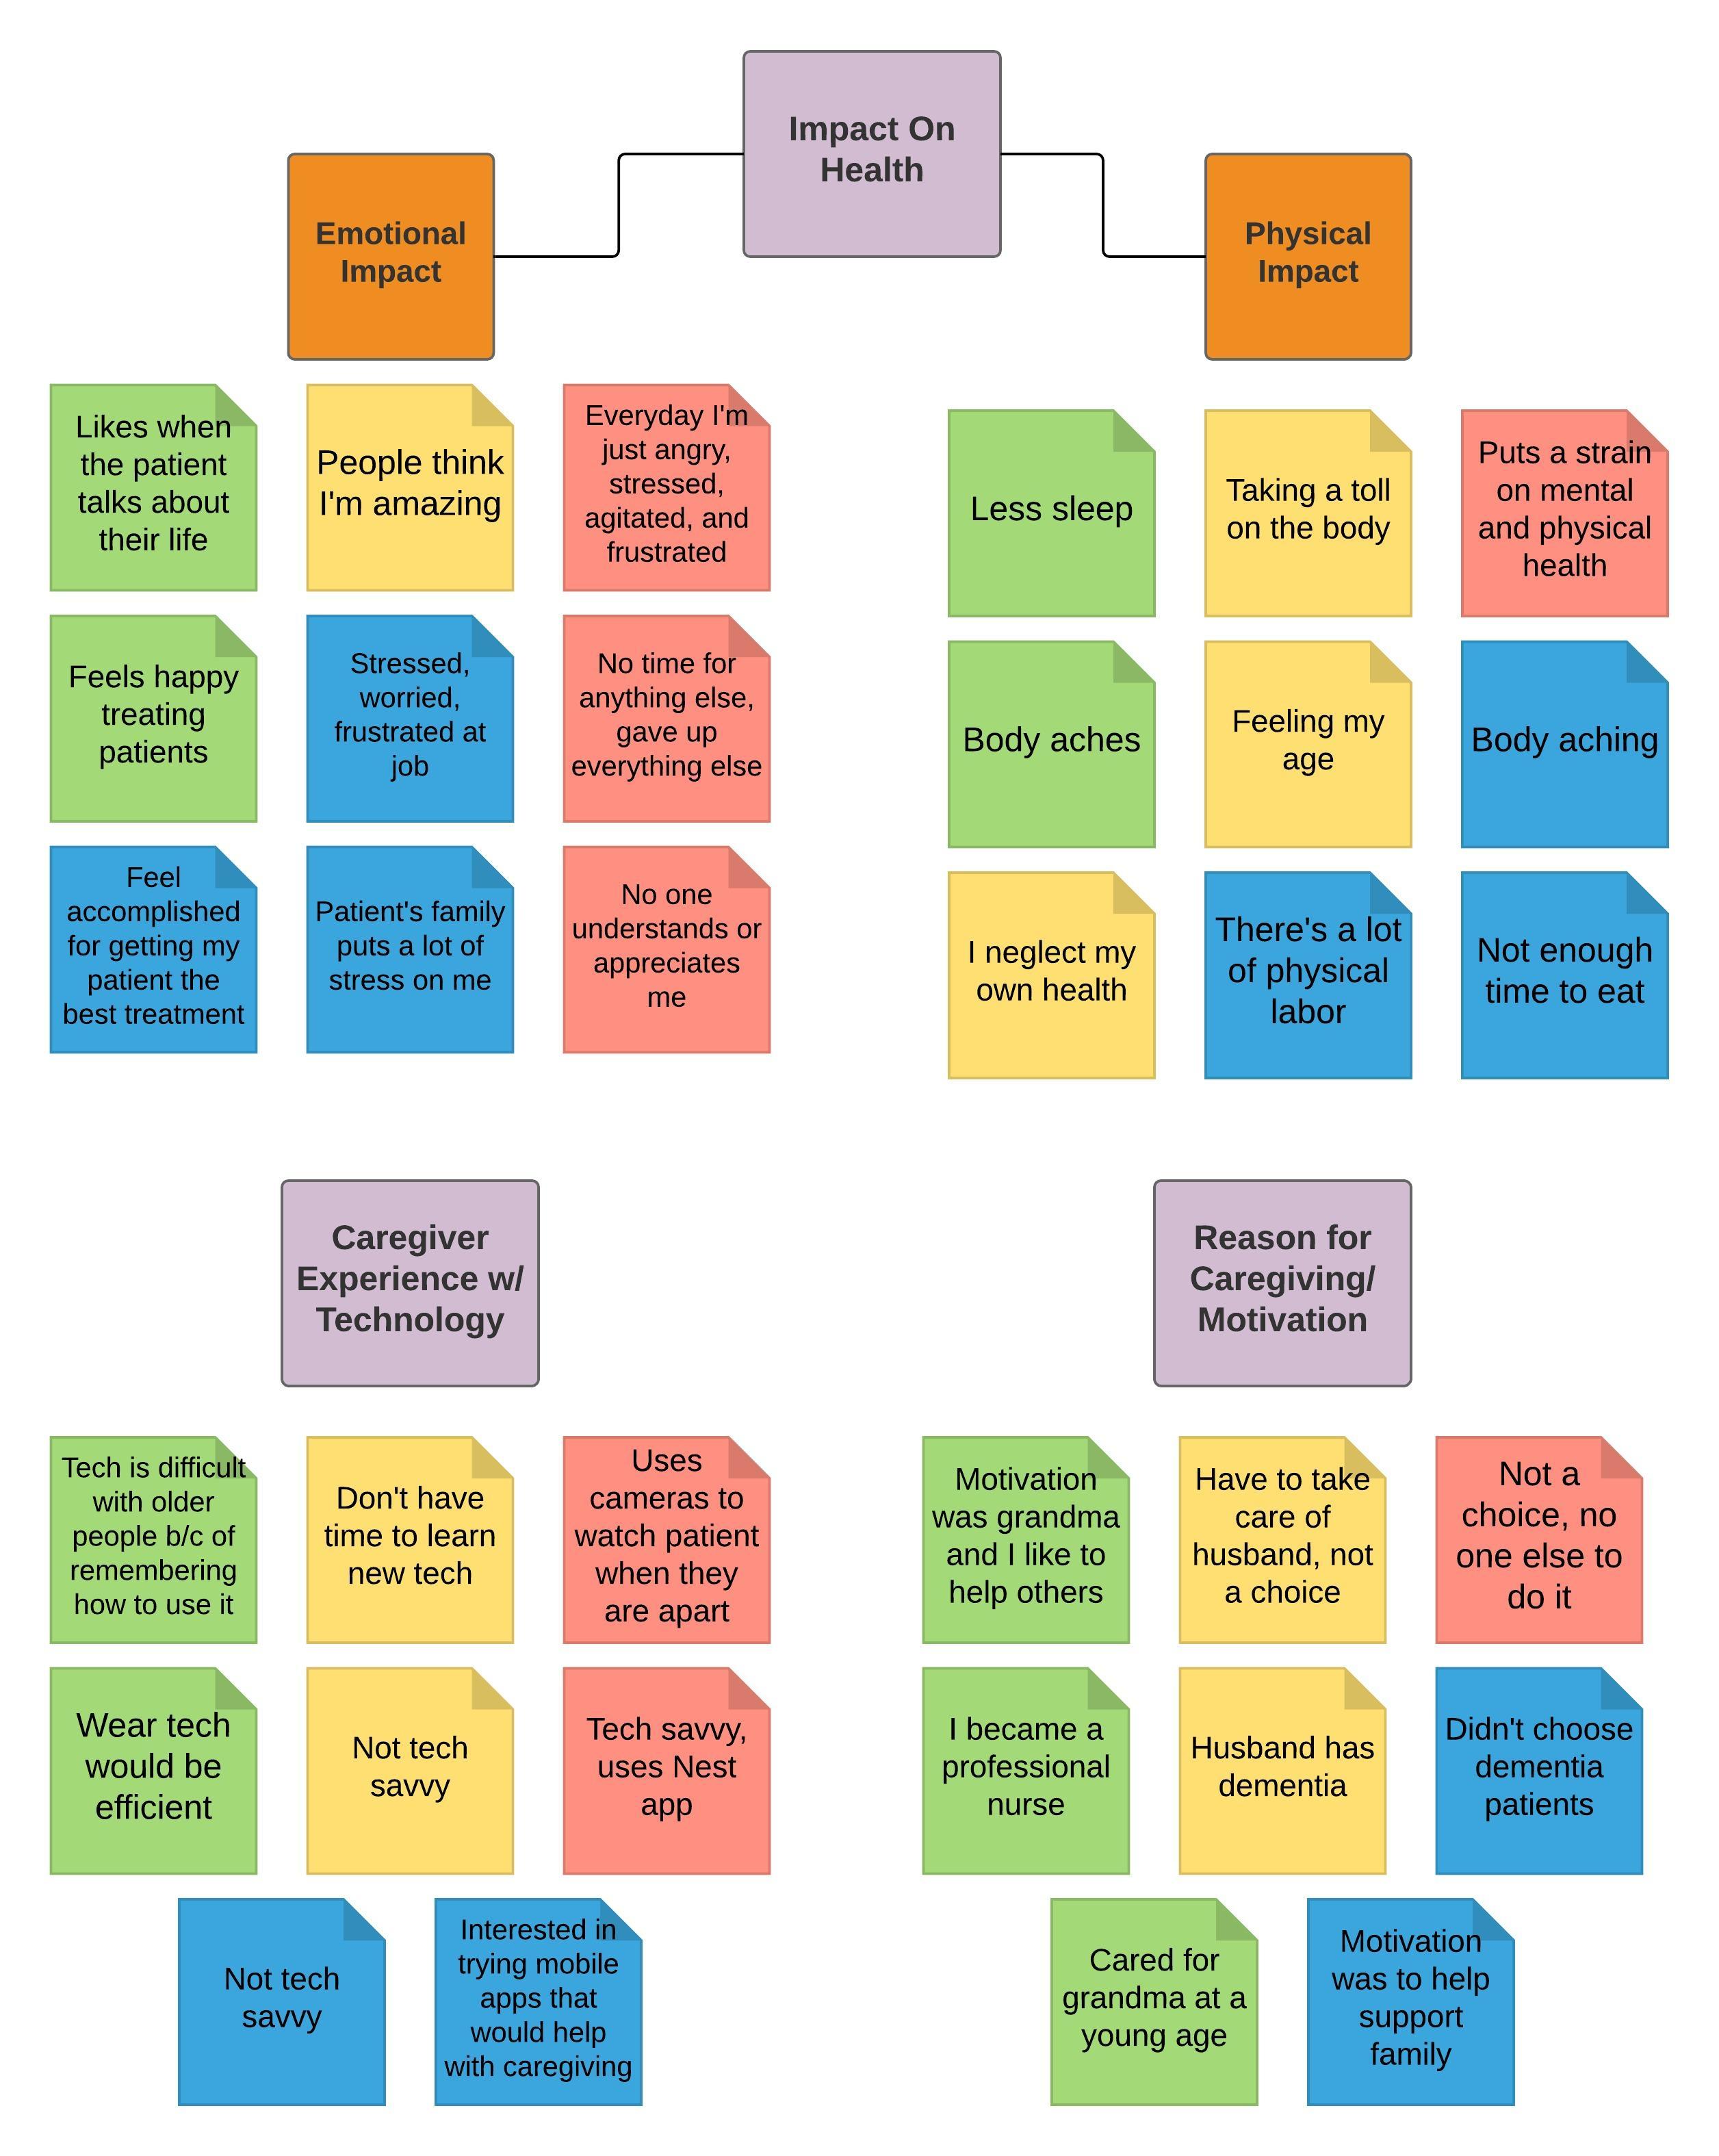 Impact On
Health
Emotional
Impact
Physical
Impact
Likes when
the patient
talks about
their life
People think
I'm amazing
Everyday I'm
just angry,
stressed,
agitated, and
frustrated
Feels happy
treating
patients
Stressed,
worried,
frustrated at
job
No time for
anything else,
gave up
everything else
Feel
accomplished
for getting my
patient the
best treatment
Patient's family
puts a lot of
stress on me
No one
understands or
appreciates
me
Less sleep
Taking a toll
on the body
Puts a strain
on mental
and physical
health
Body aches
Feeling my
age
Body aching
I neglect my
own health
There's a lot
of physical
labor
Not enough
time to eat
Caregiver
Experience w/
Technology
Tech is difficult
with older
people b/c of
remembering
how to use it
Don't have
time to learn
new tech
Uses
cameras to
watch patient
when they
are apart
Wear tech
would be
efficient
Not tech
savvy
Tech savvy,
uses Nest
app
Not tech
savvy
Interested in
trying mobile
apps that
would help
with caregiving
Reason for
Caregiving/
Motivation
Motivation
was grandma
and I like to
help others
Have to take
care of
husband, not
a choice
Not a
choice, no
one else to
do it
I became a
professional
nurse
Husband has
dementia
Didn't choose
dementia
patients
Cared for
grandma at a
young age
Motivation
was to help
support
family